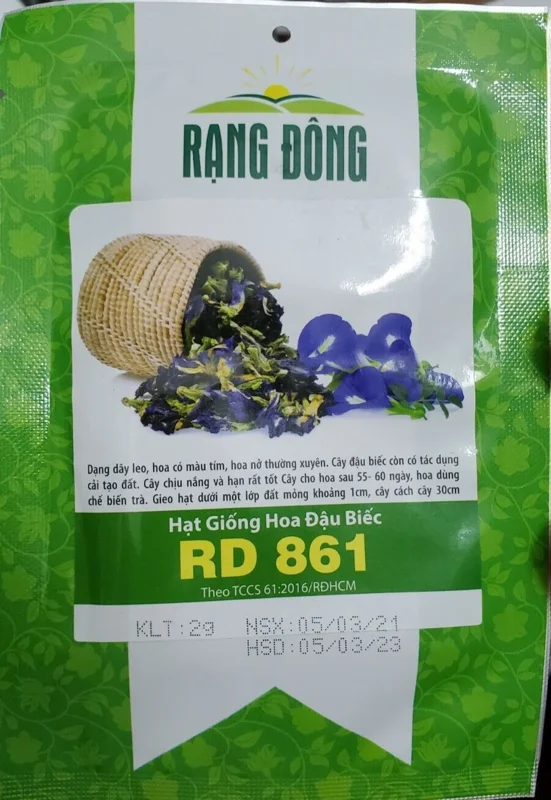 RẠNG ĐÔNG
Dạng dây leo, hoa có màu tím, hoa nở thường xuyên. Cây đậu biếc còn có tác dụng
cải tạo đất. Cây chịu nắng và hạn rất tốt Cây cho hoa sau 55- 60 ngày, hoa dùng
chế biến trà. Gieo hạt dưới một lớp đất mỏng khoảng 1cm, cây cách cây 30cm
Hạt Giống Hoa Đậu Biếc
RD 861
Theo TCCS 61:2016/RĐHCM
KLT:2g NSX:05/03/21
HSD:05/03/23